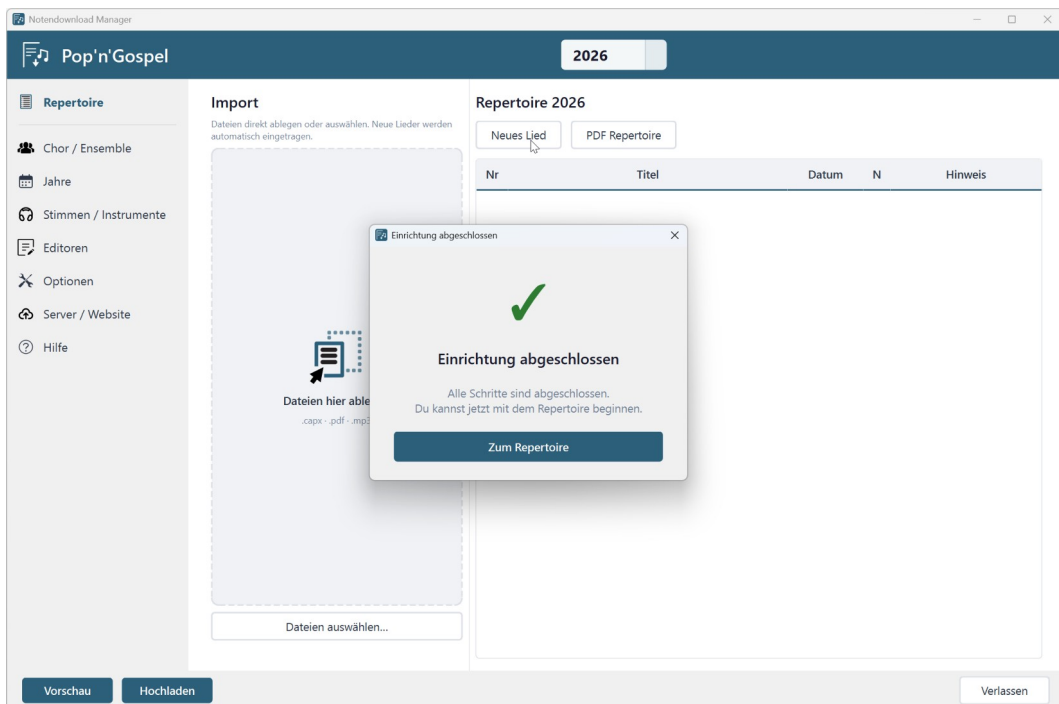 Notendownload Manager
Pop'n'Gospel
2026
Repertoire
Chor / Ensemble
Jahre
Stimmen / Instrumente
Editoren
Optionen
Server / Website
Hilfe
Import
Dateien direkt ablegen oder auswählen. Neue Lieder werden
automatisch eingetragen.
Dateien hier able
.capx · .pdf · .mp3
Dateien auswählen...
Repertoire 2026
Neues Lied
PDF Repertoire
Nr Titel Datum N Hinweis
Einrichtung abgeschlossen
Einrichtung abgeschlossen
Alle Schritte sind abgeschlossen.
Du kannst jetzt mit dem Repertoire beginnen.
Zum Repertoire
Vorschau
Hochladen
Verlassen